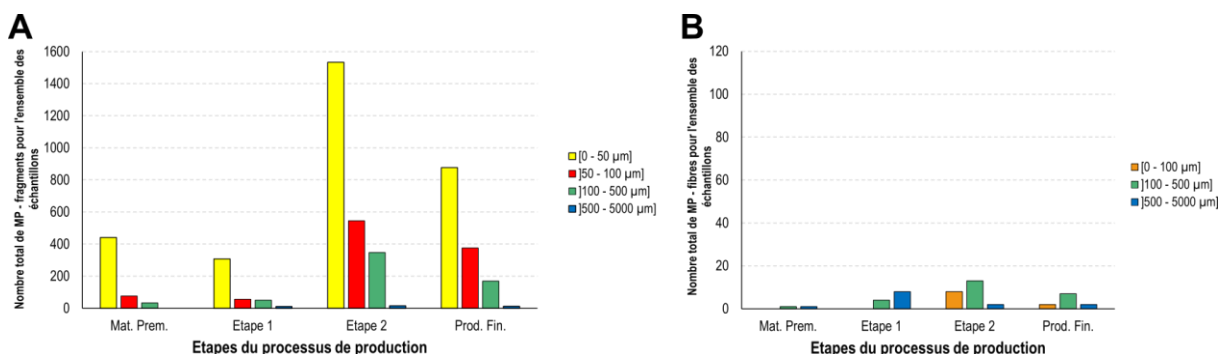 A
Nombre total de MP - fragments pour l'ensemble des
échantillons
1600
1400
1200
1000
800
600
400
200
0
Mat. Prem.
Etape 1
Etape 2
Prod. Fin.
Etapes du processus de production
[0 - 50 µm]
]50 - 100 µm]
]100 - 500 µm]
]500 - 5000 µm]
B
Nombre total de MP - fibres pour l'ensemble des
échantillons
120
100
80
60
40
20
0
Mat. Prem.
Etape 1
Etape 2
Prod. Fin.
Etapes du processus de production
[0 - 100 µm]
]100 - 500 µm]
]500 - 5000 µm]